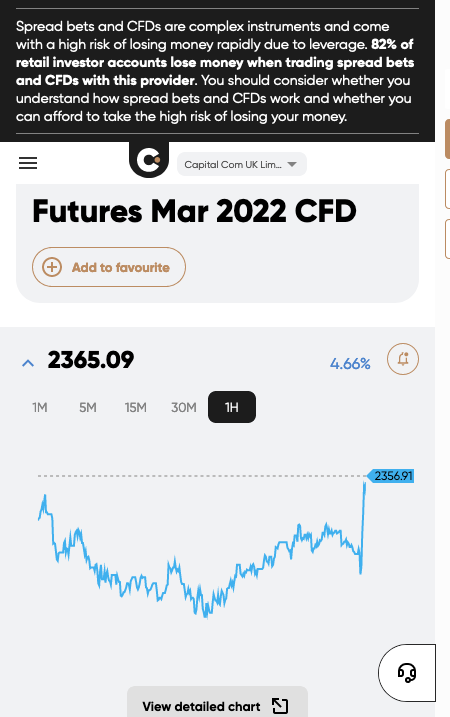 Spread bets and CFDs are complex instruments and come
with a high risk of losing money rapidly due to leverage. 82% of
retail investor accounts lose money when trading spread bets
and CFDs with this provider. You should consider whether you
understand how spread bets and CFDs work and whether you
can afford to take the high risk of losing your money.
Capital Com UK Lim...
Futures Mar 2022 CFD
Add to favourite
2365.09
4.66%
1M 5M 15M 30M 1H
2356.91
View detailed chart